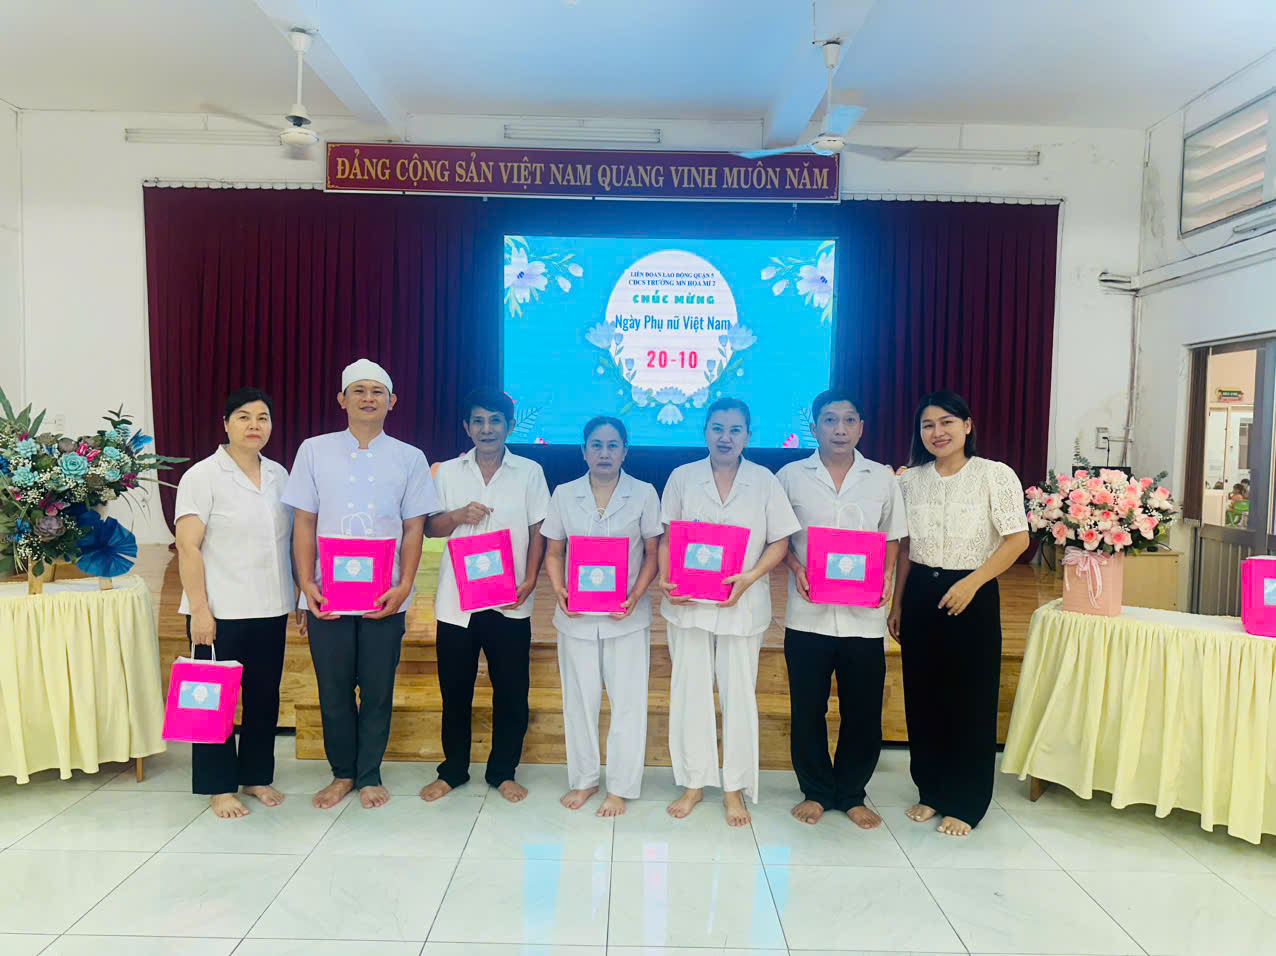 ĐẢNG CỘNG SẢN VIỆT NAM QUANG VINH MUÔN NĂM
LIÊN ĐOÀN LAO ĐỘNG QUẬN 5
CĐCS TRƯỜNG MN HỌA MI 2
CHÚC MỪNG
Ngày Phụ nữ Việt Nam
20-10